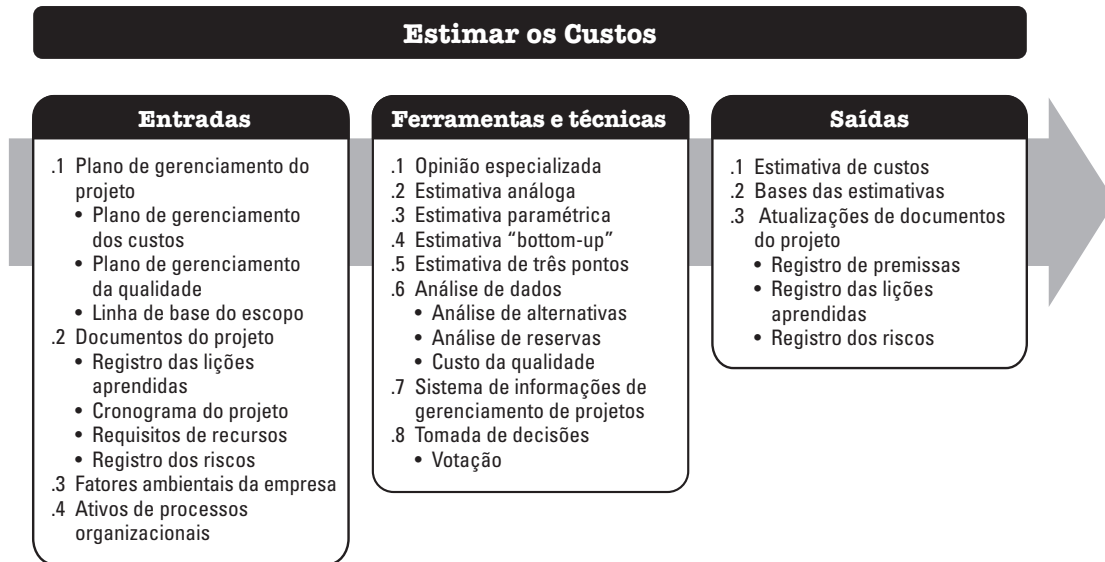 Estimar os Custos
Entradas
.1 Plano de gerenciamento do
projeto
• Plano de gerenciamento
dos custos
• Plano de gerenciamento
da qualidade
• Linha de base do escopo
.2 Documentos do projeto
• Registro das lições
aprendidas
• Cronograma do projeto
• Requisitos de recursos
• Registro dos riscos
.3 Fatores ambientais da empresa
.4 Ativos de processos
organizacionais
Ferramentas e técnicas
.1 Opinião especializada
.2 Estimativa análoga
.3 Estimativa paramétrica
.4 Estimativa “bottom-up”
.5 Estimativa de três pontos
.6 Análise de dados
• Análise de alternativas
• Análise de reservas
• Custo da qualidade
.7 Sistema de informações de
gerenciamento de projetos
.8 Tomada de decisões
• Votação
Saídas
.1 Estimativa de custos
.2 Bases das estimativas
.3 Atualizações de documentos
do projeto
• Registro de premissas
• Registro das lições
aprendidas
• Registro dos riscos